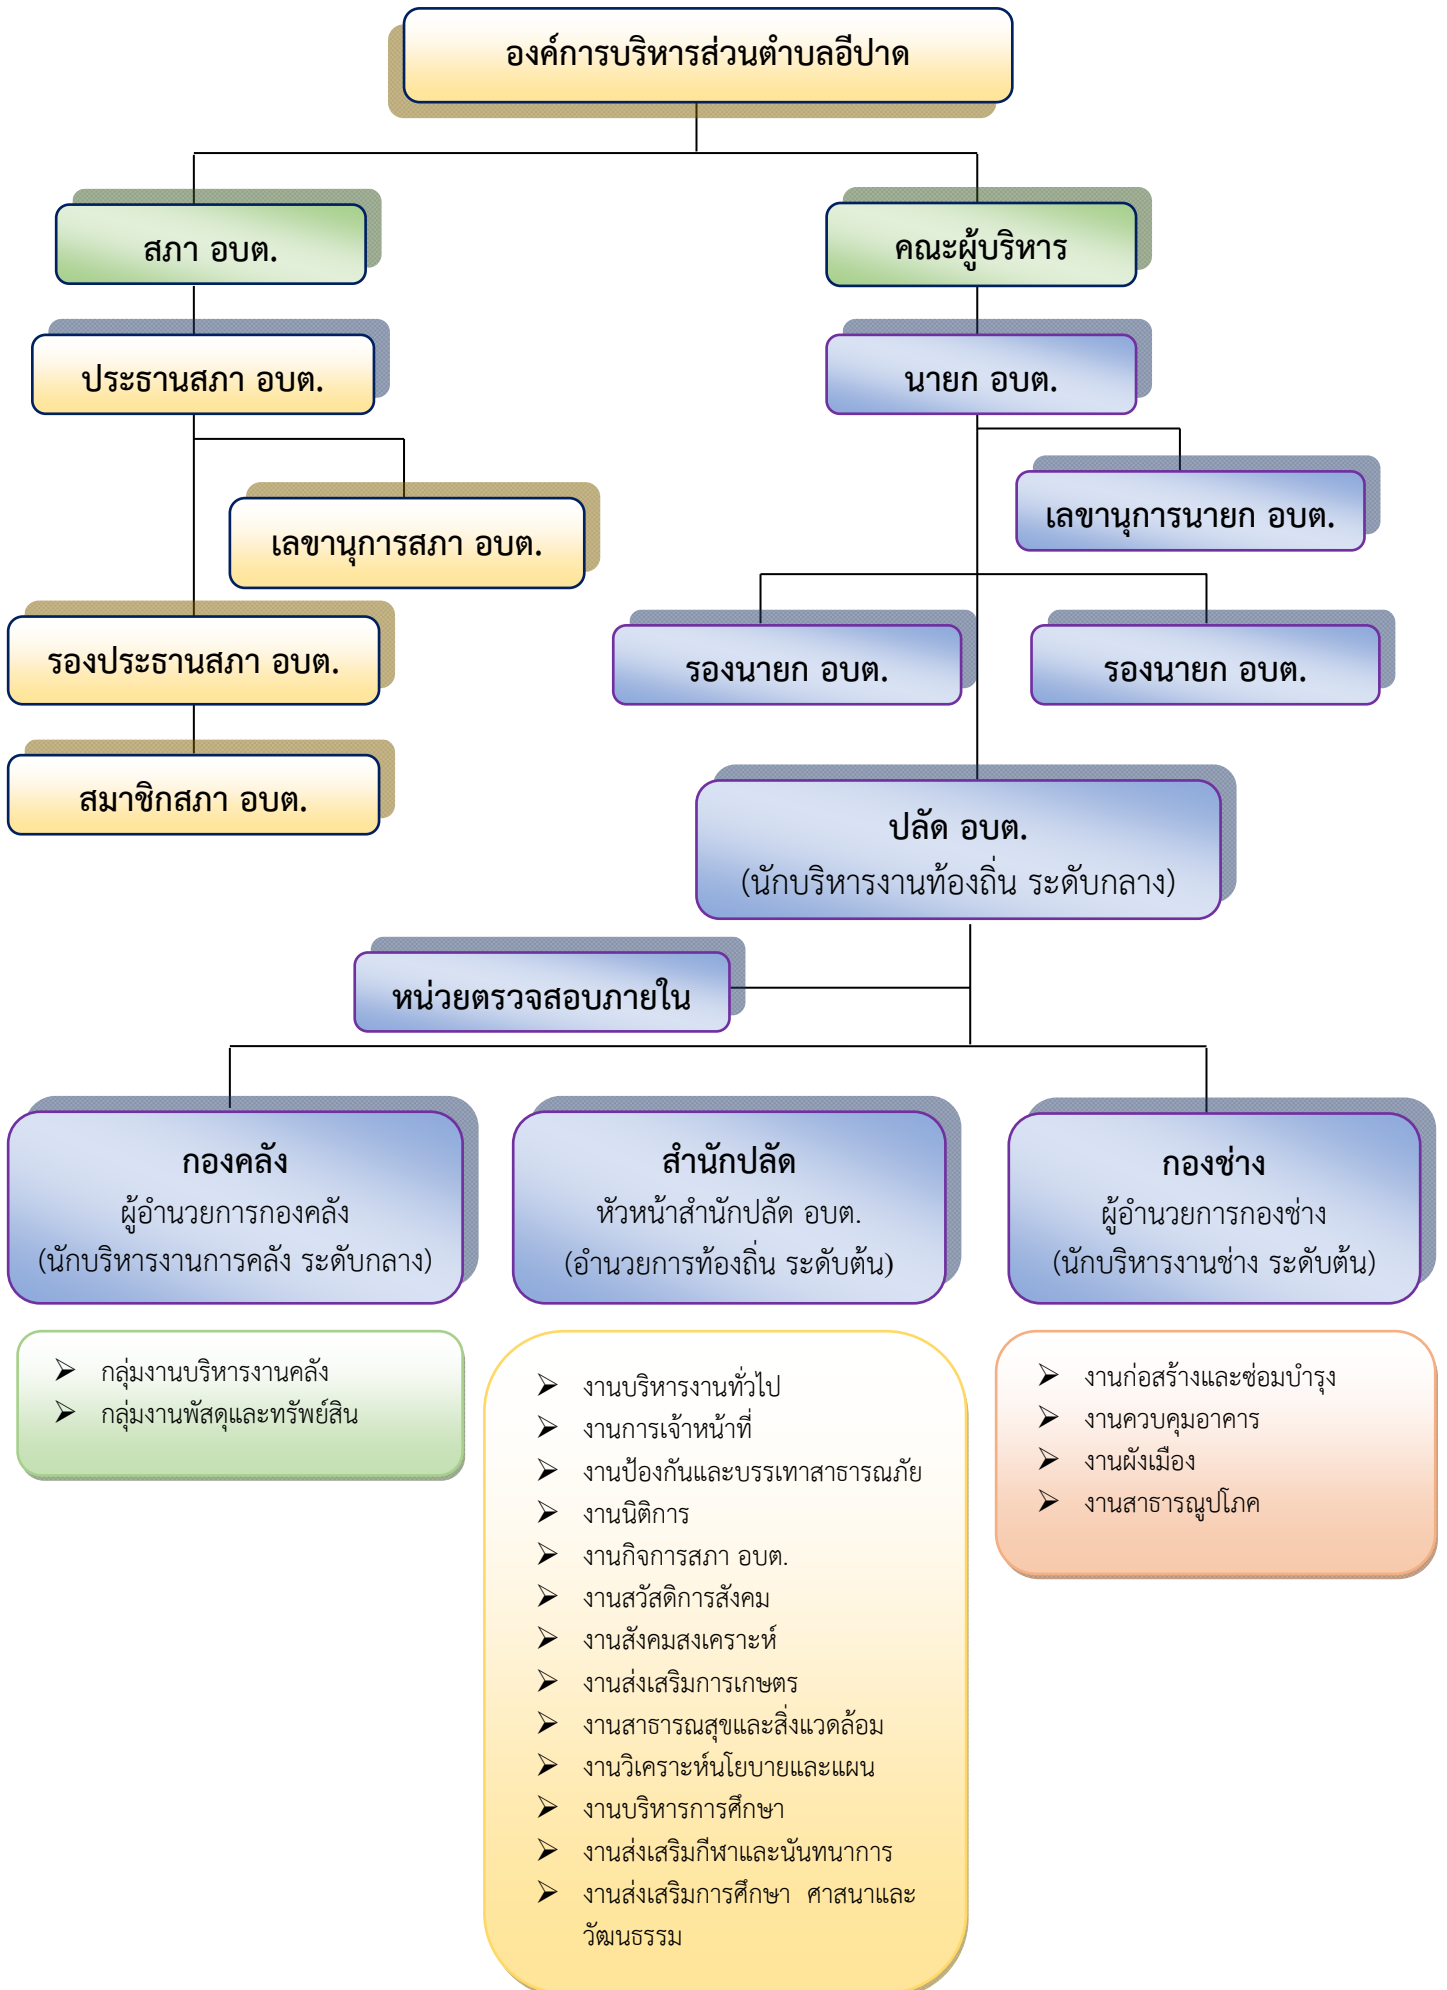 องค์การบริหารส่วนตำบลอีปาด
สภา อบต.
คณะผู้บริหาร
ประธานสภา อบต.
นายก อบต.
เลขานุการสภา อบต.
เลขานุการนายก อบต.
รองประธานสภา อบต.
รองนายก อบต.
รองนายก อบต.
สมาชิกสภา อบต.
ปลัด อบต.
(นักบริหารงานท้องถิ่น ระดับกลาง)
หน่วยตรวจสอบภายใน
กองคลัง
ผู้อำนวยการกองคลัง
(นักบริหารงานการคลัง ระดับกลาง)
สำนักปลัด
หัวหน้าสำนักปลัด อบต.
(อำนวยการท้องถิ่น ระดับต้น)
กองช่าง
ผู้อำนวยการกองช่าง
(นักบริหารงานช่าง ระดับต้น)
กลุ่มงานบริหารงานคลัง
กลุ่มงานพัสดุและทรัพย์สิน
งานบริหารงานทั่วไป
งานการเจ้าหน้าที่
งานป้องกันและบรรเทาสาธารณภัย
งานนิติการ
งานกิจการสภา อบต.
งานสวัสดิการสังคม
งานสังคมสงเคราะห์
งานส่งเสริมการเกษตร
งานสาธารณสุขและสิ่งแวดล้อม
งานวิเคราะห์นโยบายและแผน
งานบริหารการศึกษา
งานส่งเสริมกีฬาและนันทนาการ
งานส่งเสริมการศึกษา ศาสนาและ
วัฒนธรรม
งานก่อสร้างและซ่อมบำรุง
งานควบคุมอาคาร
งานผังเมือง
งานสาธารณูปโภค